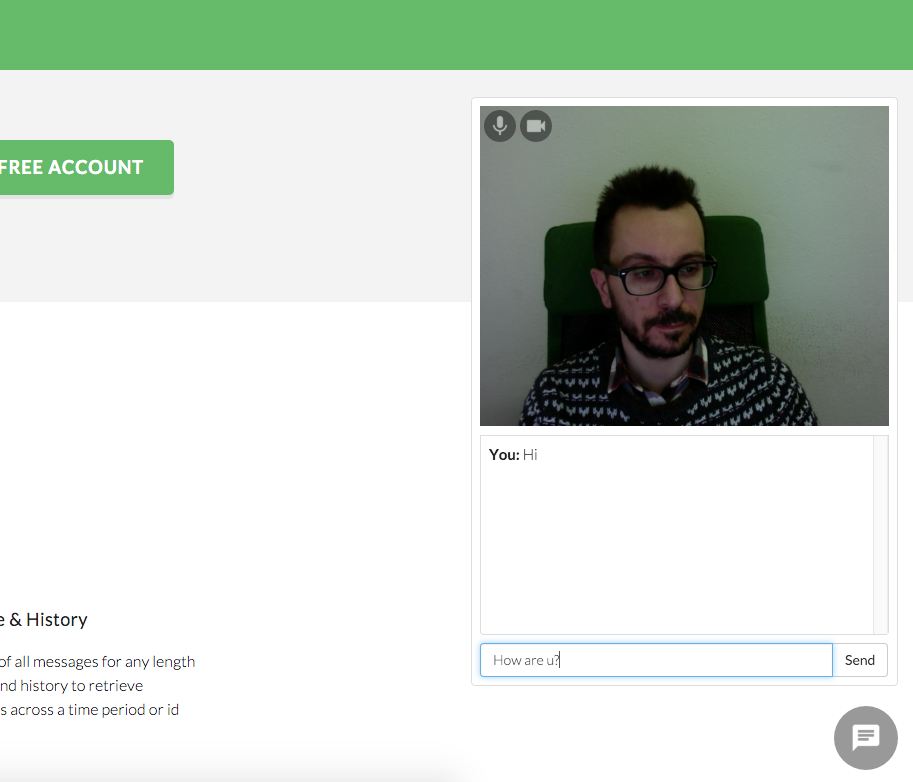 FREE ACCOUNT
You: Hi
e & History
of all messages for any length
nd history to retrieve
s across a time period or id
How are u?
Send